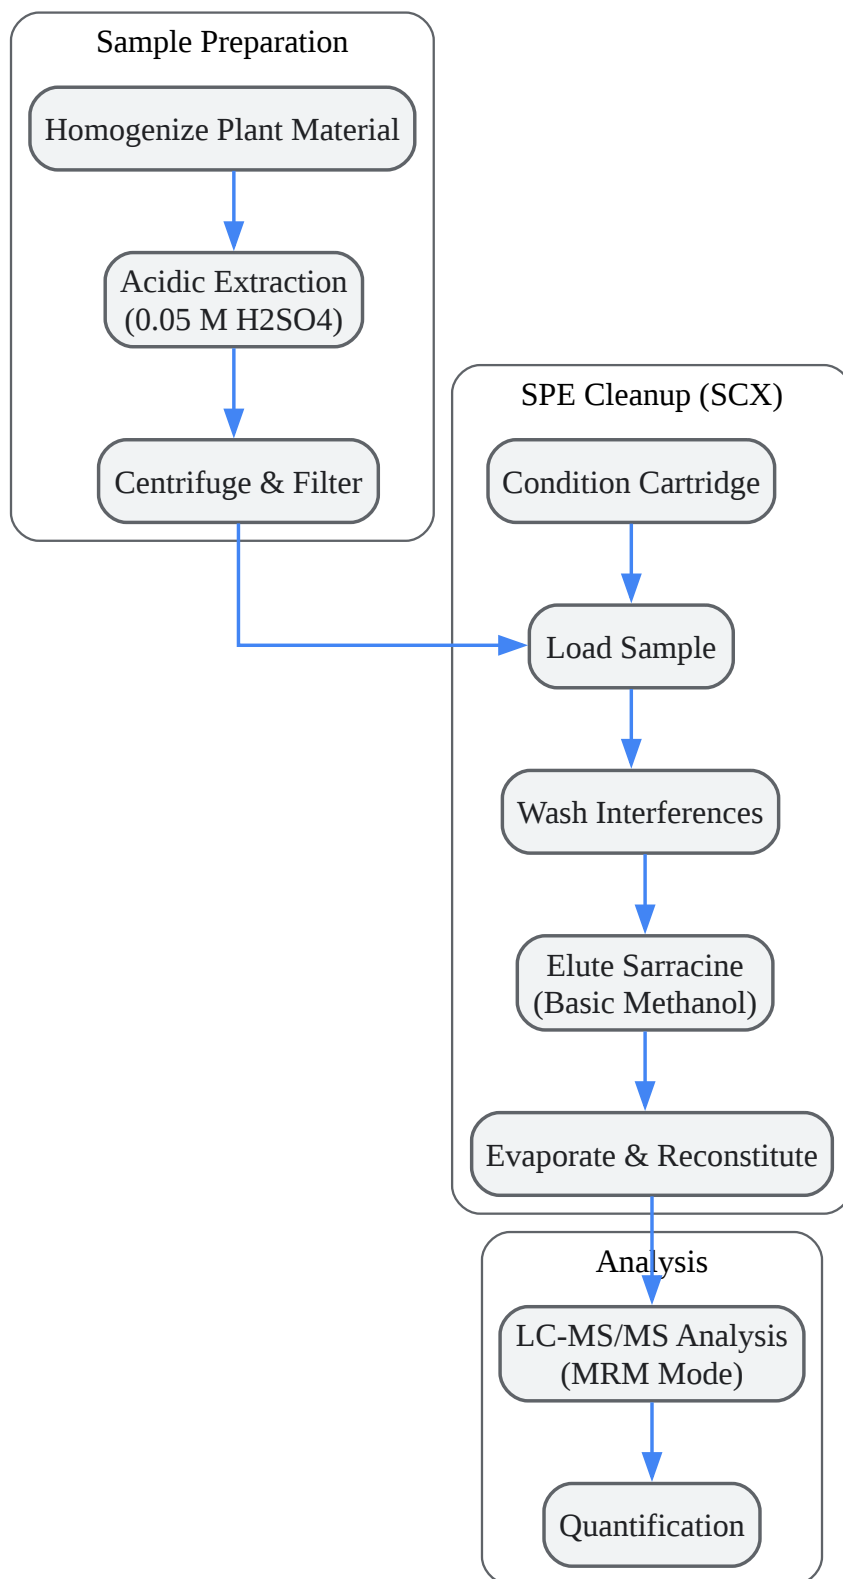 Sample Preparation
Homogenize Plant Material
Acidic Extraction
(0.05 M H2SO4)
Centrifuge & Filter
SPE Cleanup (SCX)
Condition Cartridge
Load Sample
Wash Interferences
Elute Sarracine
(Basic Methanol)
Evaporate & Reconstitute
Analysis
LC-MS/MS Analysis
(MRM Mode)
Quantification